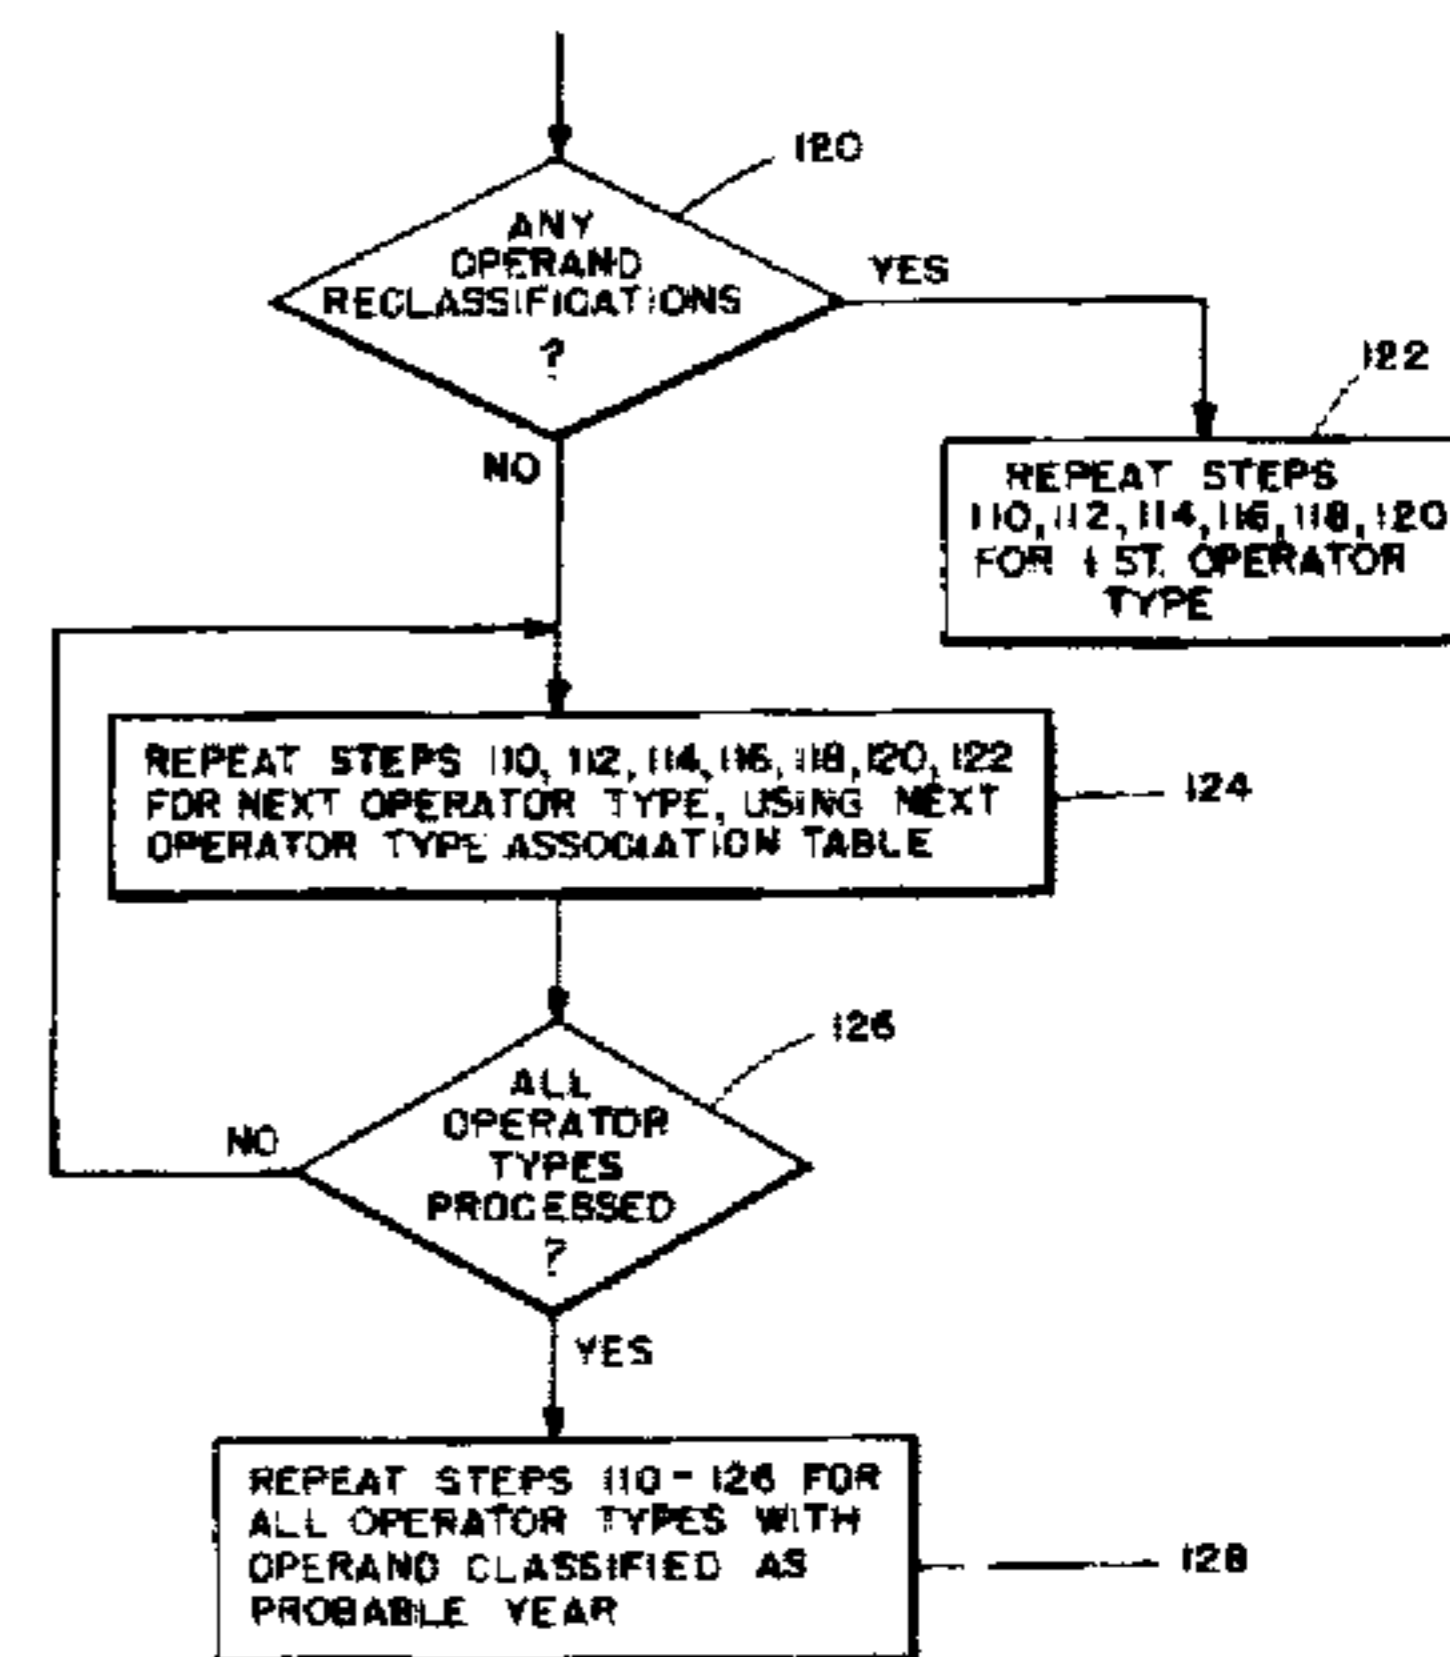 120
ANY
OPERAND
RECLASSIFICATIONS
?
YES
NO
122
REPEAT STEPS
110, 112, 114, 116, 118, 120
FOR 1 ST. OPERATOR
TYPE
REPEAT STEPS 110, 112, 114, 116, 118, 120, 122
FOR NEXT OPERATOR TYPE, USING NEXT
OPERATOR TYPE ASSOCIATION TABLE
124
126
ALL
OPERATOR
TYPES
PROCESSED
?
NO
YES
REPEAT STEPS 110 - 126 FOR
ALL OPERATOR TYPES WITH
OPERAND CLASSIFIED AS
PROBABLE YEAR
128